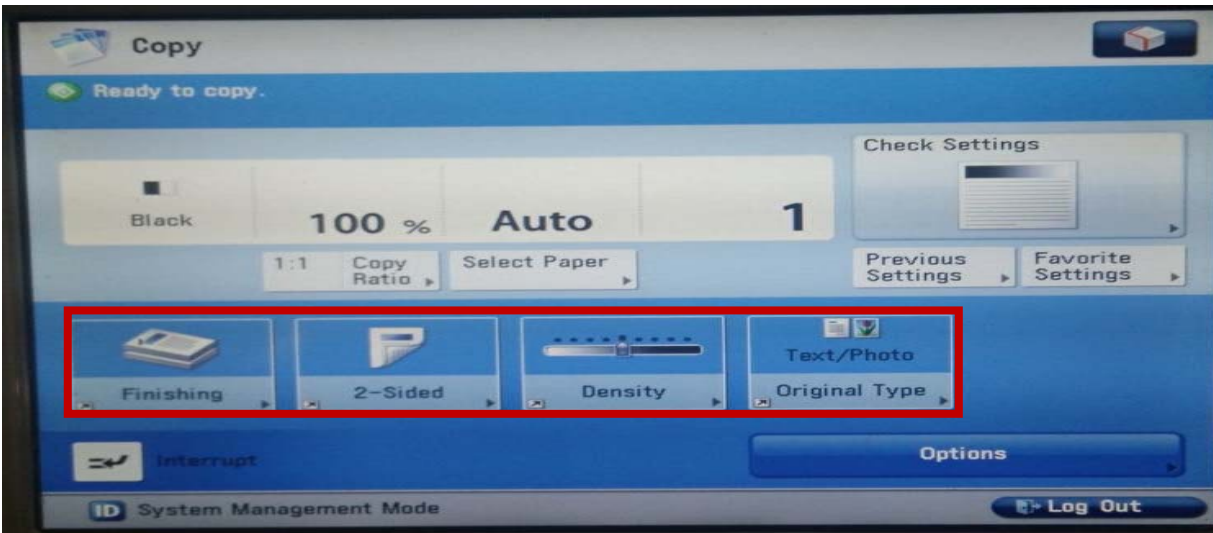 Copy
Ready to copy.
Check Settings
Black
100 %
Auto
1
1:1
Copy
Ratio
Select Paper
Previous
Settings
Favorite
Settings
Text/Photo
Finishing
2-Sided
Density
Original Type
Interrupt
Options
ID System Management Mode
Log Out